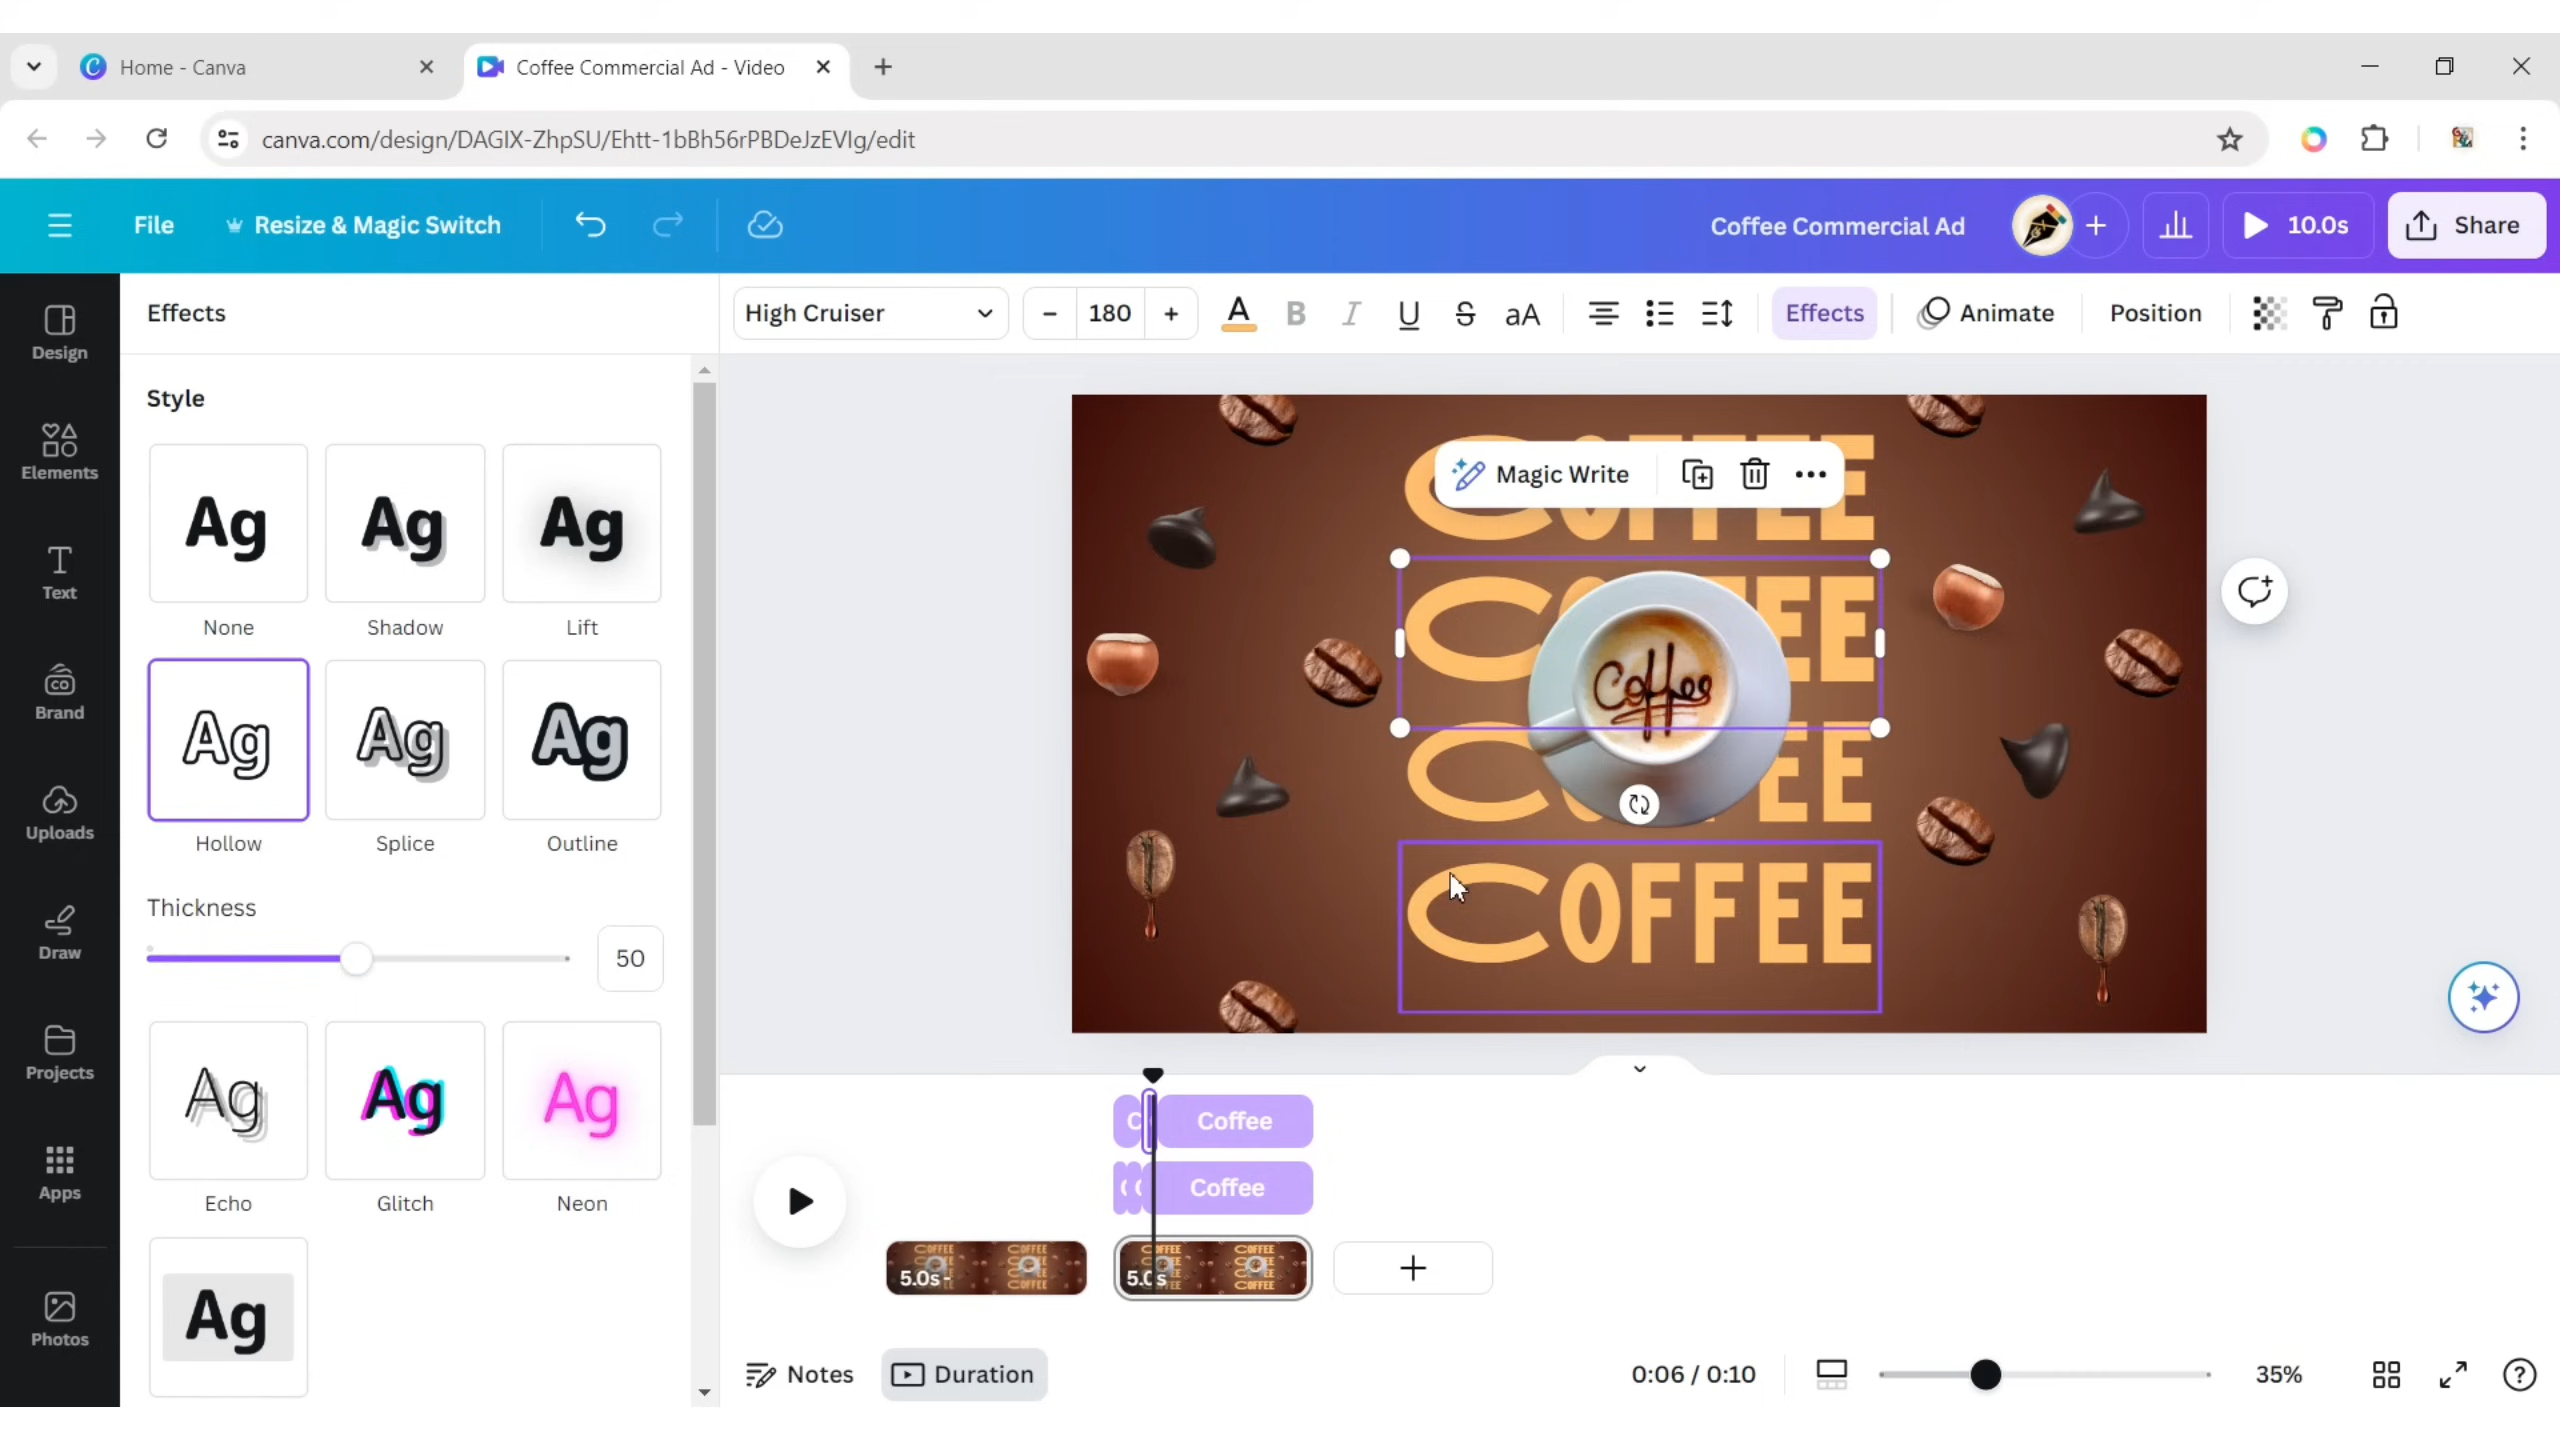 Home - Canva
Coffee Commercial Ad - Video
canva.com/design/DAGIX-ZhpSU/Ehtt-1bBh56rPBDeJzEVIg/edit
File
Resize & Magic Switch
Coffee Commercial Ad
10.0s
Share
Design
Elements
Text
Brand
Uploads
Draw
Projects
Apps
Photos
Effects
High Cruiser
180
A
B
I
U
S
aA
Effects
Animate
Position
Style
Ag
Ag
Ag
None
Shadow
Lift
Ag
Ag
Ag
Hollow
Splice
Outline
Thickness
50
Ag
Ag
Ag
Echo
Glitch
Neon
Ag
Magic Write
COFFEE
Coffee
COFFEE
C
Coffee
Coffee
5.0s
5.0s
Notes
Duration
0:06 / 0:10
35%